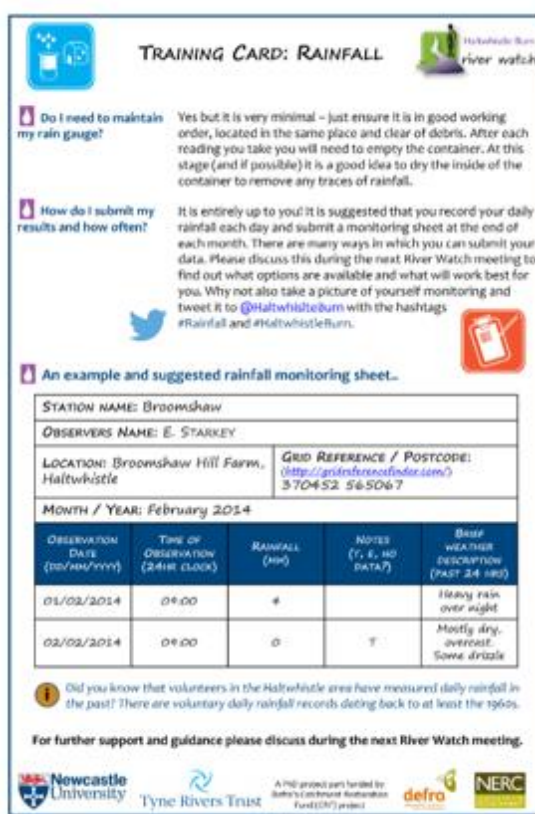 TRAINING CARD: RAINFALL
Haltwhistle Burn
river watch
Do I need to maintain
my rain gauge?
Yes but it is very minimal – just ensure it is in good working
order, located in the same place and clear of debris. After each
reading you take you will need to empty the container. At this
stage (and if possible) it is a good idea to dry the inside of the
container to remove any traces of rainfall.
How do I submit my
results and how often?
It is entirely up to you! It is suggested that you record your daily
rainfall each day and submit a monitoring sheet at the end of
each month. There are many ways in which you can submit your
data. Please discuss this during the next River Watch meeting to
find out what options are available and what will work best for
you. Why not also take a picture of yourself monitoring and
tweet it to @HaltwhistleBurn with the hashtags
#Rainfall and #HaltwhistleBurn.
An example and suggested rainfall monitoring sheet..
STATION NAME: Broomshaw
OBSERVERS NAME: E. STARKEY
LOCATION: Broomshaw Hill Farm,
Haltwhistle
GRID REFERENCE / POSTCODE:
(http://gridreferencefinder.com/)
370452 565067
MONTH / YEAR: February 2014
OBSERVATION
DATE
(DD/MM/YYYY)
TIME OF
OBSERVATION
(24HR CLOCK)
RAINFALL
(MM)
NOTES
(T, E, NO
DATA?)
BRIEF
WEATHER
DESCRIPTION
(PAST 24 HRS)
01/02/2014
09:00
4
Heavy rain
over night
02/02/2014
09:00
0
T
Mostly dry,
overcast.
Some drizzle
Did you know that volunteers in the Haltwhistle area have measured daily rainfall in
the past? There are voluntary daily rainfall records dating back to at least the 1960s.
For further support and guidance please discuss during the next River Watch meeting.
Newcastle
University
Tyne Rivers Trust
A PhD project part funded by
Defra's Catchment Restoration
Fund (CRF) project
defra
NERC